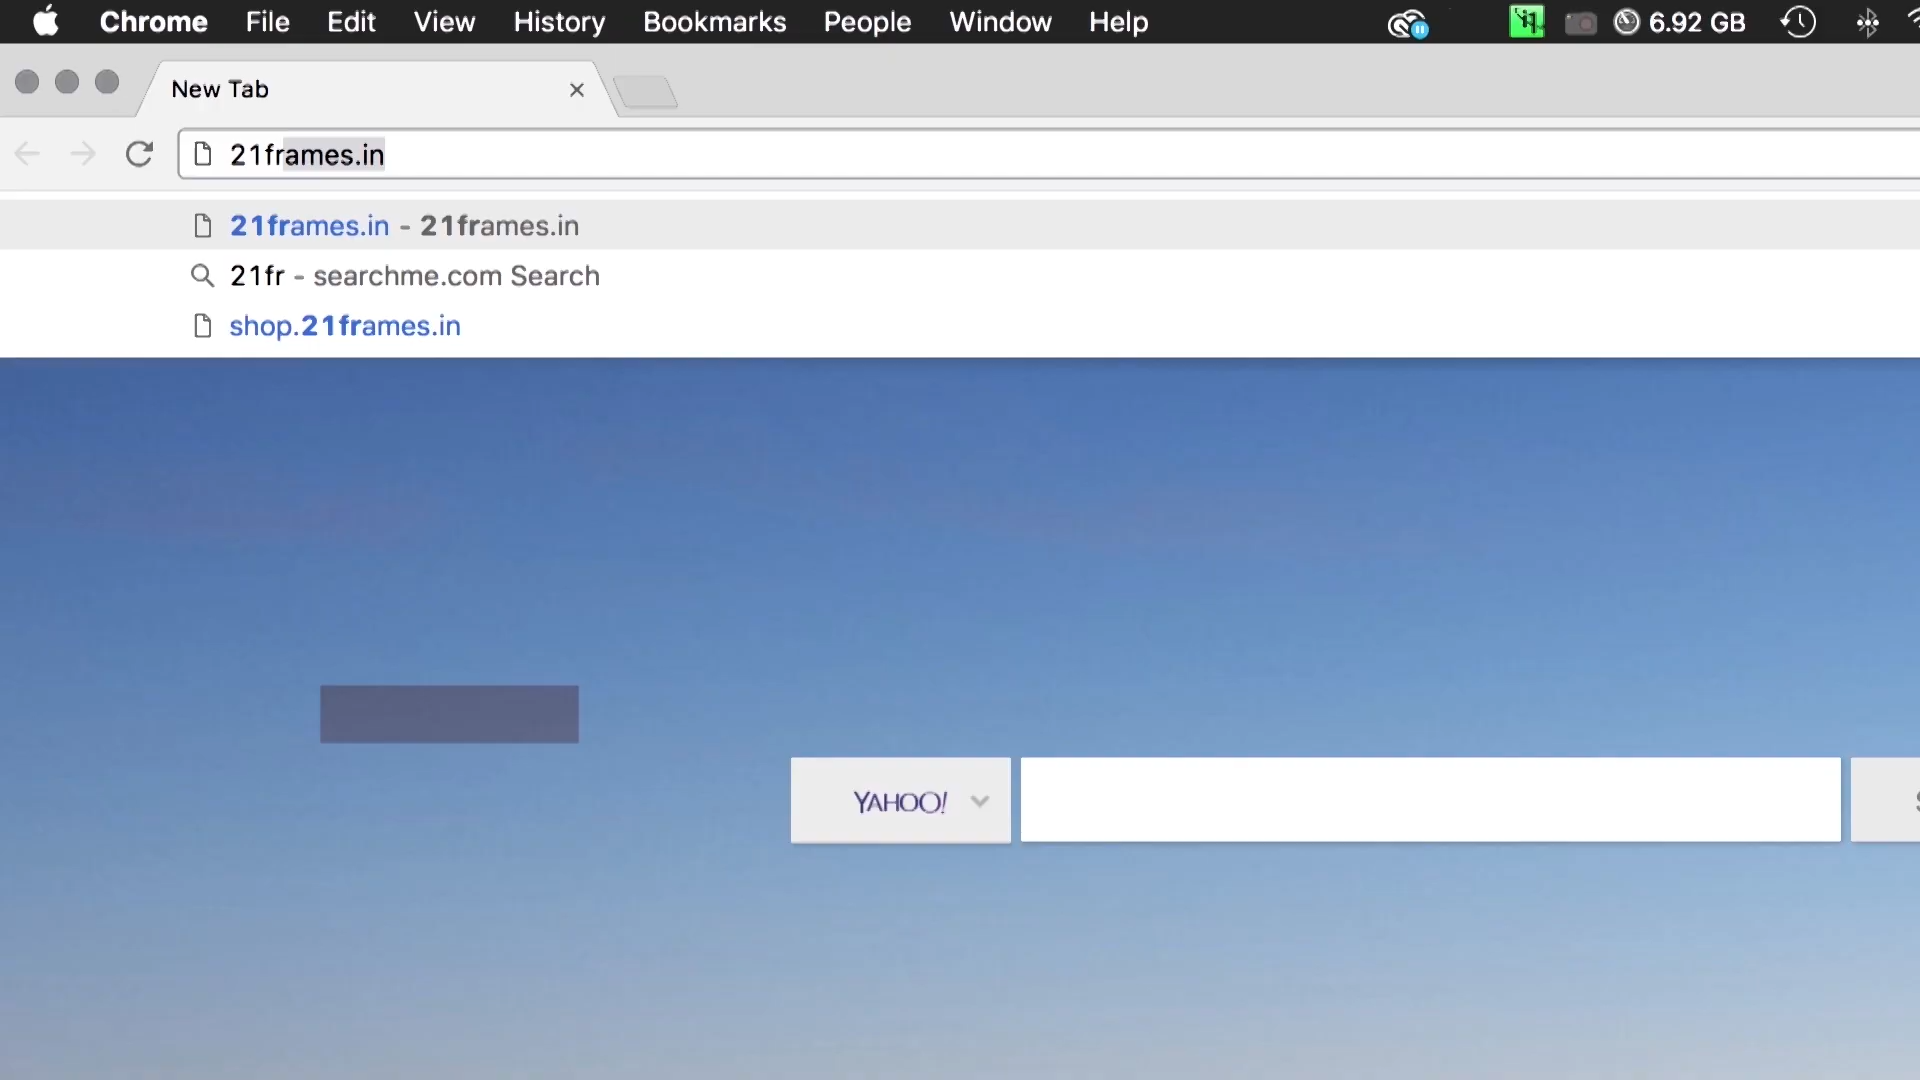 Chrome File Edit View History Bookmarks People Window Help 6.92 GB
New Tab
21frames.in
21frames.in - 21frames.in
21fr - searchme.com Search
shop.21frames.in
YAHOO!